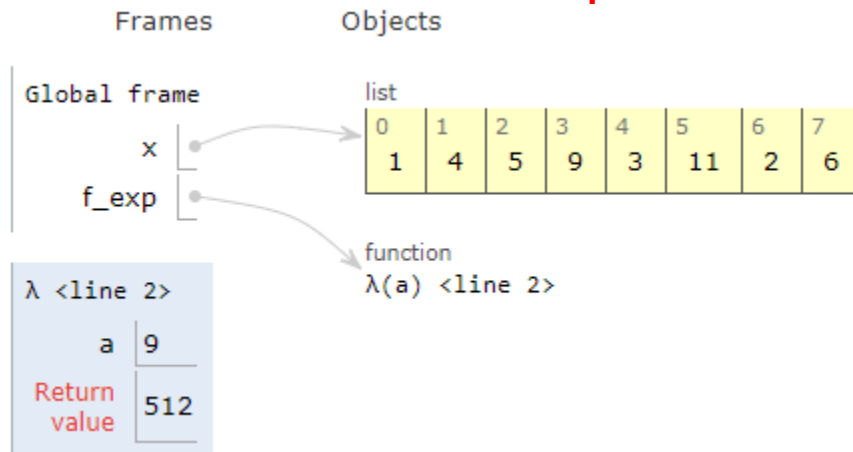 Frames Objects
Global frame
x
f_exp
list
0 1 2 3 4 5 6 7
1 4 5 9 3 11 2 6
function
λ(a) <line 2>
λ <line 2>
a 9
Return
value 512